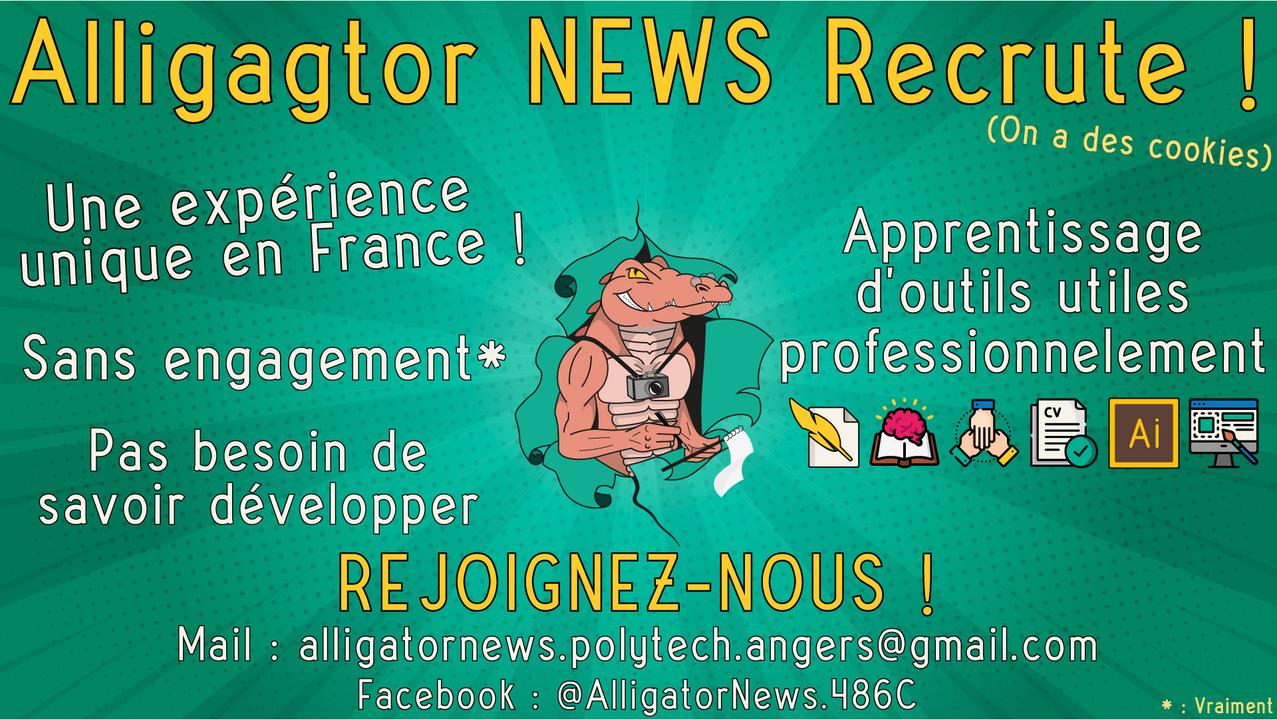 Alligagtor NEWS Recrute !
(On a des cookies)
Une expérience
unique en France !
Sans engagement*
Pas besoin de
savoir développer
Apprentissage
d'outils utiles
professionnelement
CV
Ai
REJOIGNEZ-NOUS !
Mail : alligatornews.polytech.angers@gmail.com
Facebook : @AlligatorNews.486C
* : Vraiment